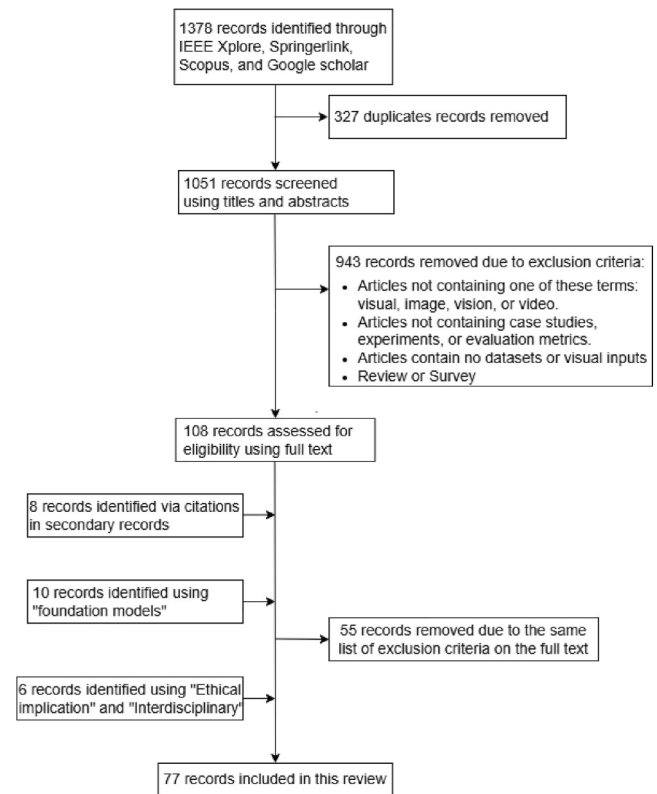 1378 records identified through
IEEE Xplore, Springerlink,
Scopus, and Google scholar
327 duplicates records removed
1051 records screened
using titles and abstracts
943 records removed due to exclusion criteria:
• Articles not containing one of these terms:
visual, image, vision, or video.
• Articles not containing case studies,
experiments, or evaluation metrics.
• Articles contain no datasets or visual inputs
• Review or Survey
108 records assessed for
eligibility using full text
8 records identified via citations
in secondary records
10 records identified using
"foundation models"
55 records removed due to the same
list of exclusion criteria on the full text
6 records identified using "Ethical
implication" and "Interdisciplinary'
77 records included in this review